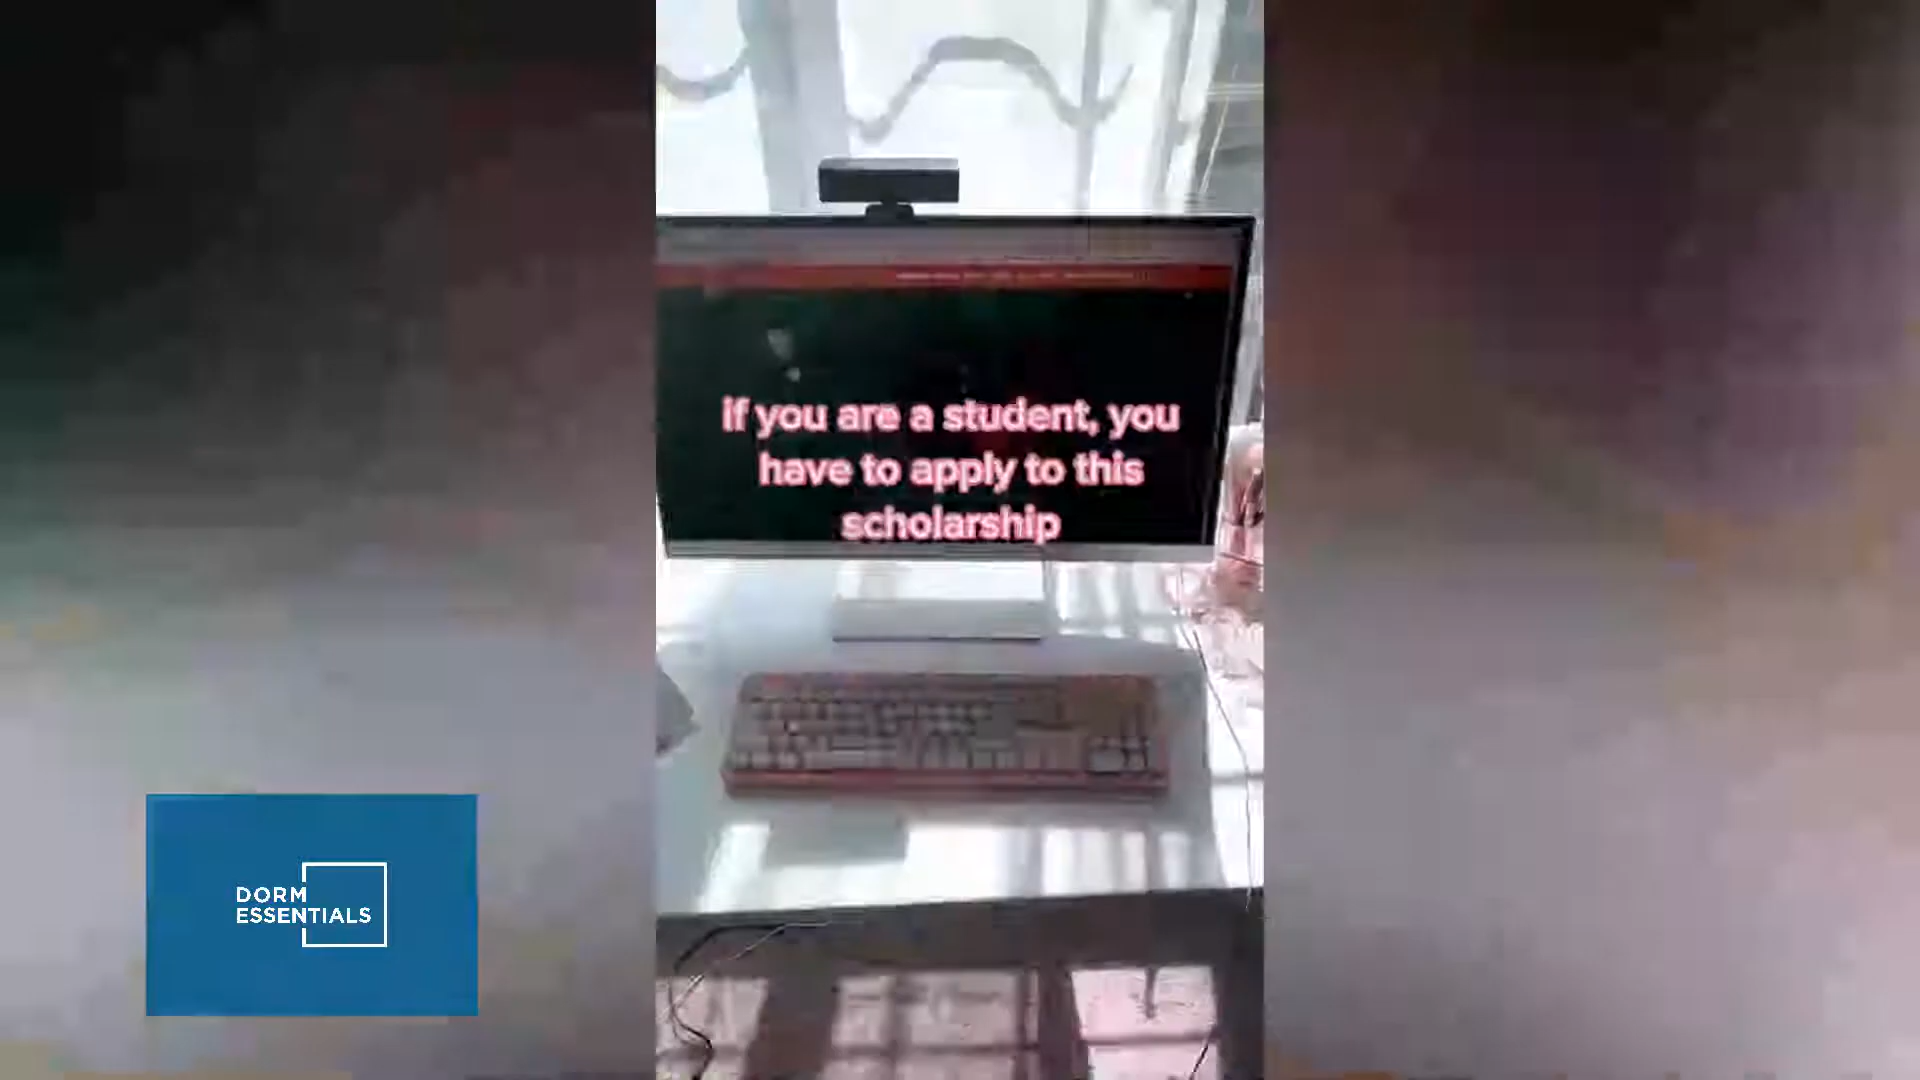 if you are a student, you
have to apply to this
scholarship
DORM
ESSENTIALS